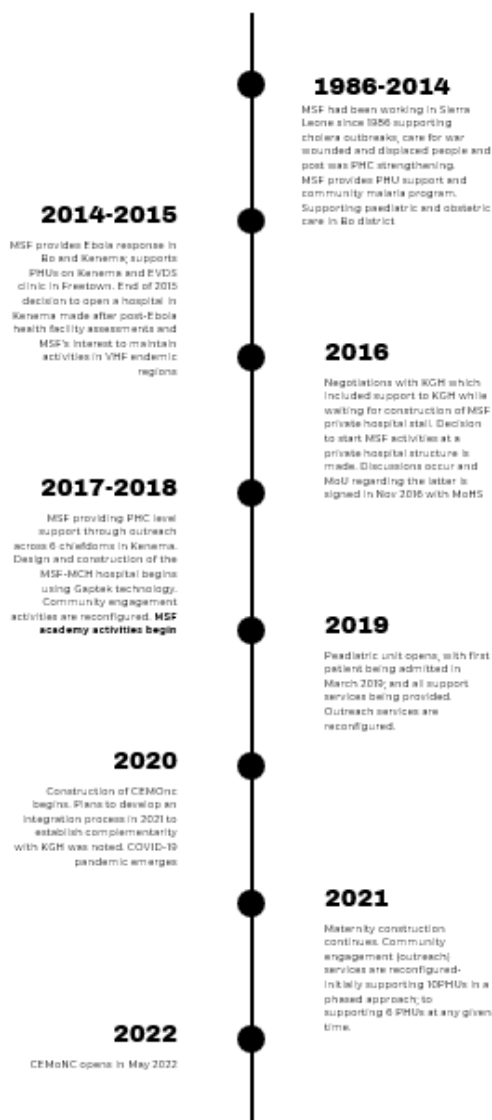 1986-2014
MSF had been working in Sierra
Leone since 1986 supporting
cholera outbreaks, care for war
wounded and displaced people and
post was PHC strengthening.
MSF provides PHU support and
community malaria program.
Supporting paediatric and obstetric
care in Bo district
2014-2015
MSF provides Ebola response in
Bo and Kenema; supports
PHUs on Kenema and EVDS
clinic in Freetown. End of 2015
decision to open a hospital in
Kenema made after post-Ebola
health facility assessments and
MSF's interest to maintain
activities in VHF endemic
regions
2016
Negotiations with KGH which
included support to KGH while
waiting for construction of MSF
private hospital stall. Decision
to start MSF activities at a
private hospital structure is
made. Discussions occur and
MoU regarding the latter is
signed in Nov 2016 with MoHS
2017-2018
MSF providing PHC level
support through outreach
across 6 chiefdoms in Kenema.
Design and construction of the
MSF-MCH hospital begins
using Gaptek technology.
Community engagement
activities are reconfigured. MSF
academy activities begin
2019
Peadiatric unit opens, with first
patient being admitted in
March 2019; and all support
services being provided.
Outreach services are
reconfigured.
2020
Construction of CEMOnc
begins. Plans to develop an
integration process in 2021 to
establish complementarity
with KGH was noted. COVID-19
pandemic emerges
2021
Maternity construction
continues. Community
engagement (outreach)
services are reconfigured-
initially supporting 10PHUs in a
phased approach; to
supporting 6 PHUs at any given
time.
2022
CEMoNC opens in May 2022